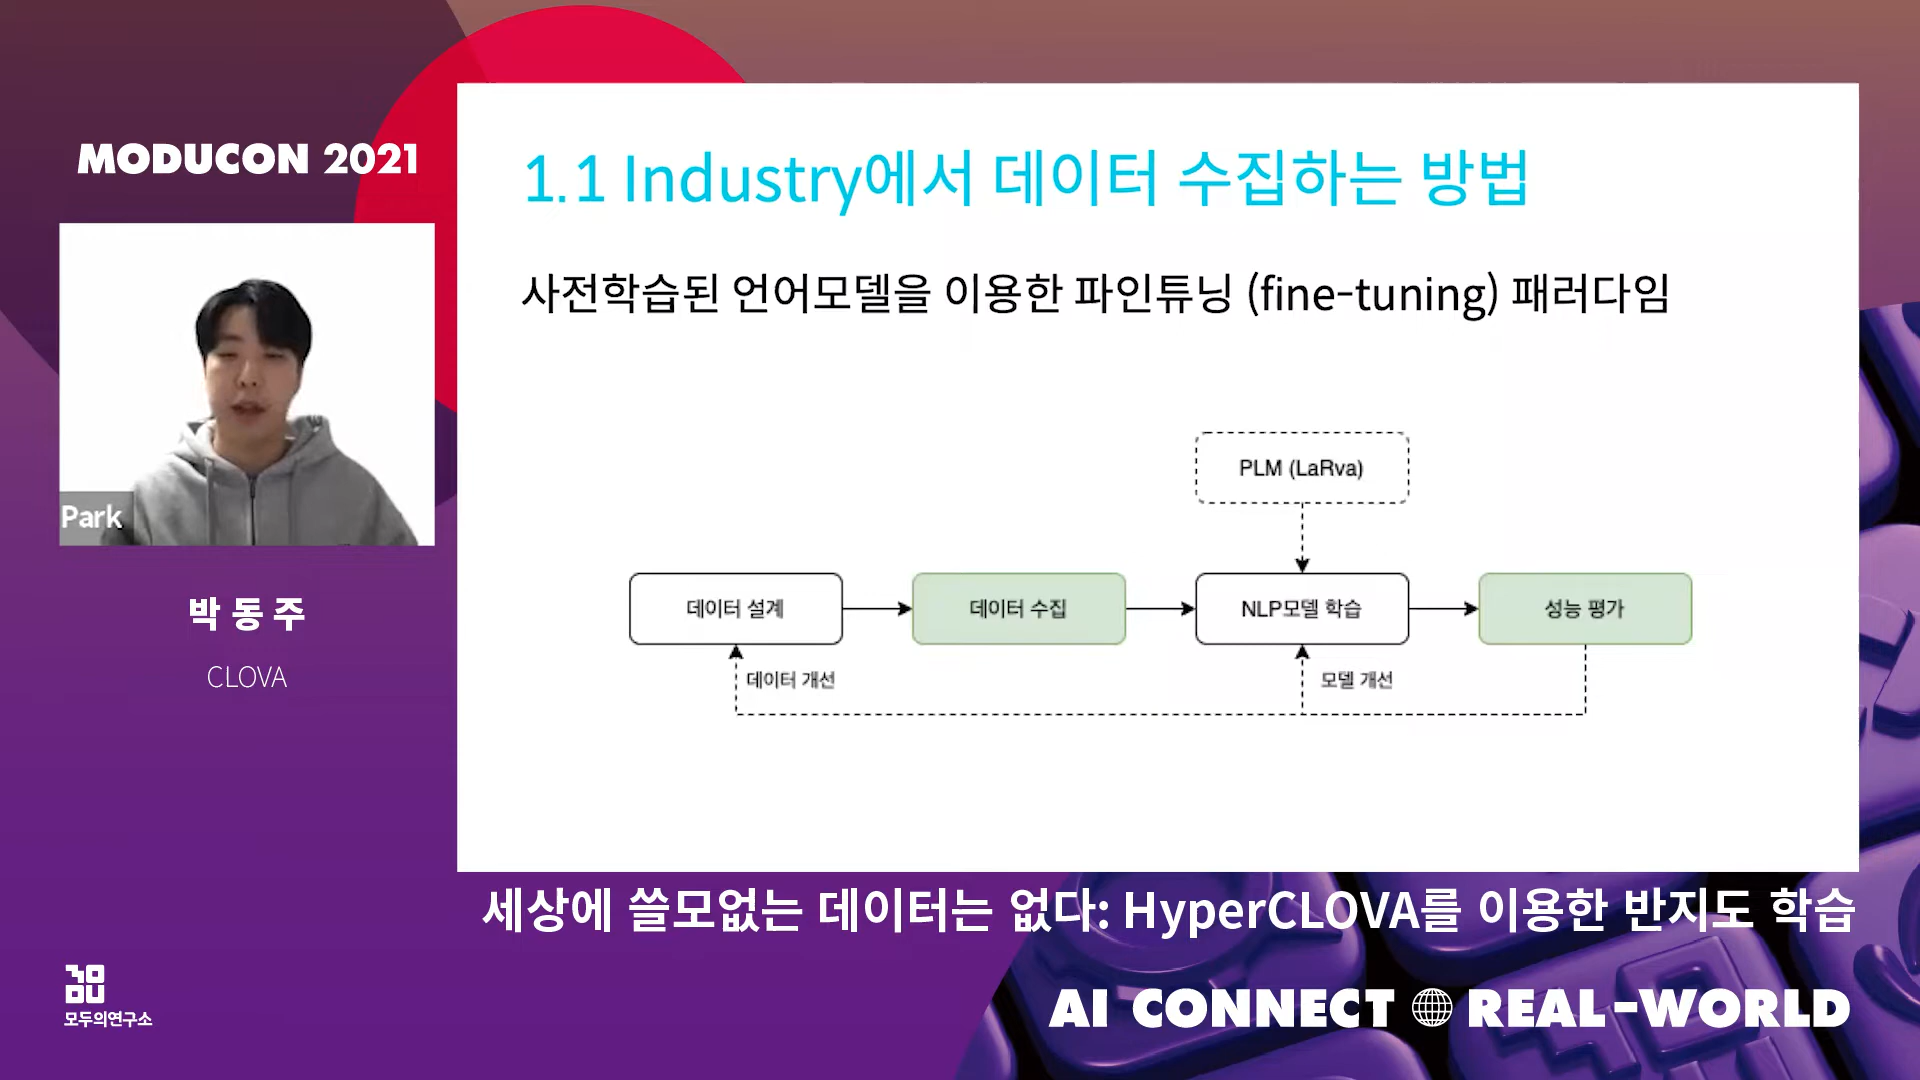 MODUCON 2021
Park
박동주
CLOVA
1.1 Industry에서 데이터 수집하는 방법
사전학습된 언어모델을 이용한 파인튜닝 (fine-tuning) 패러다임
PLM (LaRva)
데이터 설계
데이터 수집
NLP모델 학습
성능 평가
데이터 개선
모델 개선
세상에 쓸모없는 데이터는 없다: HyperCLOVA를 이용한 반지도 학습
모두의연구소
AI CONNECT REAL-WORLD